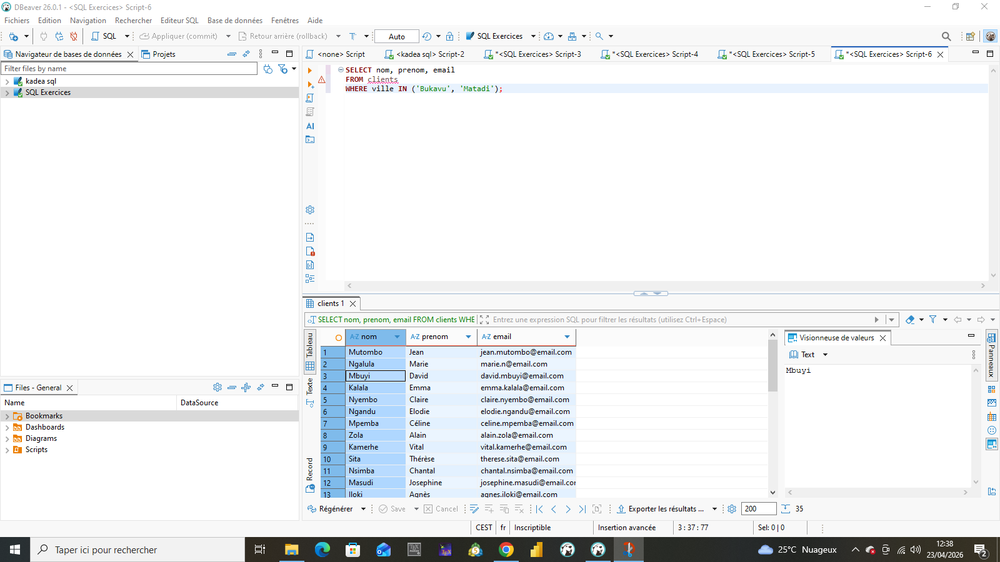 DBeaver 26.0.1 - <SQL Exercices> Script-6
Fichiers Edition Navigation Rechercher Editeur SQL Base de données Fenêtres Aide
SQL Appliquer (commit) Retour arrière (rollback) T Auto SQL Exercices
Navigateur de bases de données Projets
<none> Script <kadea sql> Script-2 *<SQL Exercices> Script-3 *<SQL Exercices> Script-4 *<SQL Exercices> Script-5 *<SQL Exercices> Script-6
Filter files by name
kadea sql
SQL Exercices
SELECT nom, prenom, email
FROM clients
WHERE ville IN ('Bukavu', 'Matadi');
AI
clients 1
SELECT nom, prenom, email FROM clients WHE Entrez une expression SQL pour filtrer les résultats (utilisez Ctrl+Espace)
Tableau
Texte
Record
A-Z nom A-Z prenom A-Z email
1 Mutombo Jean jean.mutombo@email.com
2 Ngalula Marie marie.n@email.com
3 Mbuyi David david.mbuyi@email.com
4 Kalala Emma emma.kalala@email.com
5 Nyembo Claire claire.nyembo@email.com
6 Ngandu Elodie elodie.ngandu@email.com
7 Mpemba Céline celine.mpemba@email.com
8 Zola Alain alain.zola@email.com
9 Kamerhe Vital vital.kamerhe@email.com
10 Sita Thérèse therese.sita@email.com
11 Nsimba Chantal chantal.nsimba@email.com
12 Masudi Josephine josephine.masudi@email.cor
13 Iloki Agnès agnes.iloki@email.com
Visionneuse de valeurs
Text
Mbuyi
Panneaux
Files - General
Name DataSource
Bookmarks
Dashboards
Diagrams
Scripts
Régénérer Save Cancel Exporter les résultats ... 200 35
CEST fr Inscriptible Insertion avancée 3 : 37 : 77 Sel: 0 | 0
Taper ici pour rechercher
25°C Nuageux
12:38
23/04/2026
2